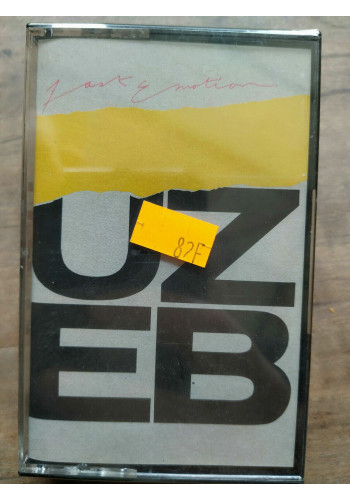 Fast Emotion
UZ
EB
82F